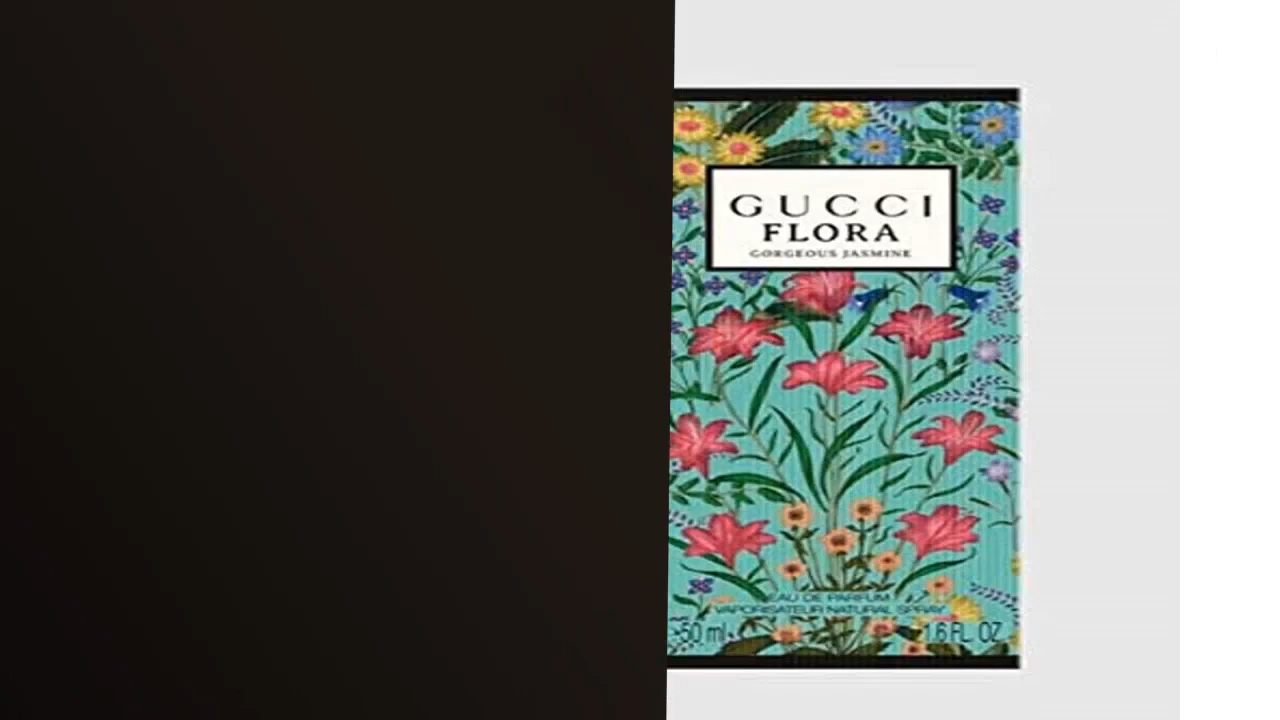 GUCCI
FLORA
GORGEOUS JASMINE
EAU DE PARFUM
VAPORISATEUR NATURAL SPRAY
50 ml
1.6 FL. OZ.